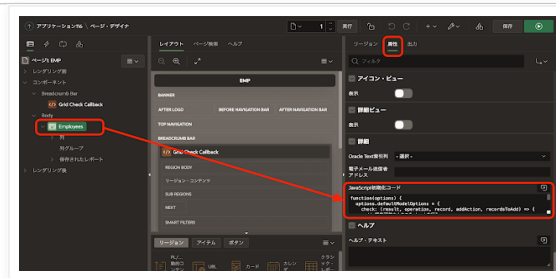 アプリケーション116 \ ページ・デザイナ
1
実行
保存
レイアウト
ページ検索
ヘルプ
リージョン
属性
出力
ページ1: EMP
レンダリング前
コンポーネント
Breadcrumb Bar
Grid Check Callback
Body
Employees
列
列グループ
保存されたレポート
レンダリング後
EMP
BANNER
AFTER LOGO
BEFORE NAVIGATION BAR
AFTER NAVIGATION BAR
TOP NAVIGATION
BREADCRUMB BAR
Grid Check Callback
REGION BODY
リージョン・コンテンツ
SUB REGIONS
NEXT
SMART FILTERS
リージョン
アイテム
ボタン
URL
カード
フィルタ
アイコン・ビュー
表示
詳細ビュー
表示
詳細
Oracle Text索引列
- 選択 -
電子メール送信者
アドレス
JavaScript初期化コード
function(options) {
options.defaultModelOptions = {
check: (result, operation, record, addAction, recordsToAdd) => {
ヘルプ
ヘルプ・テキスト